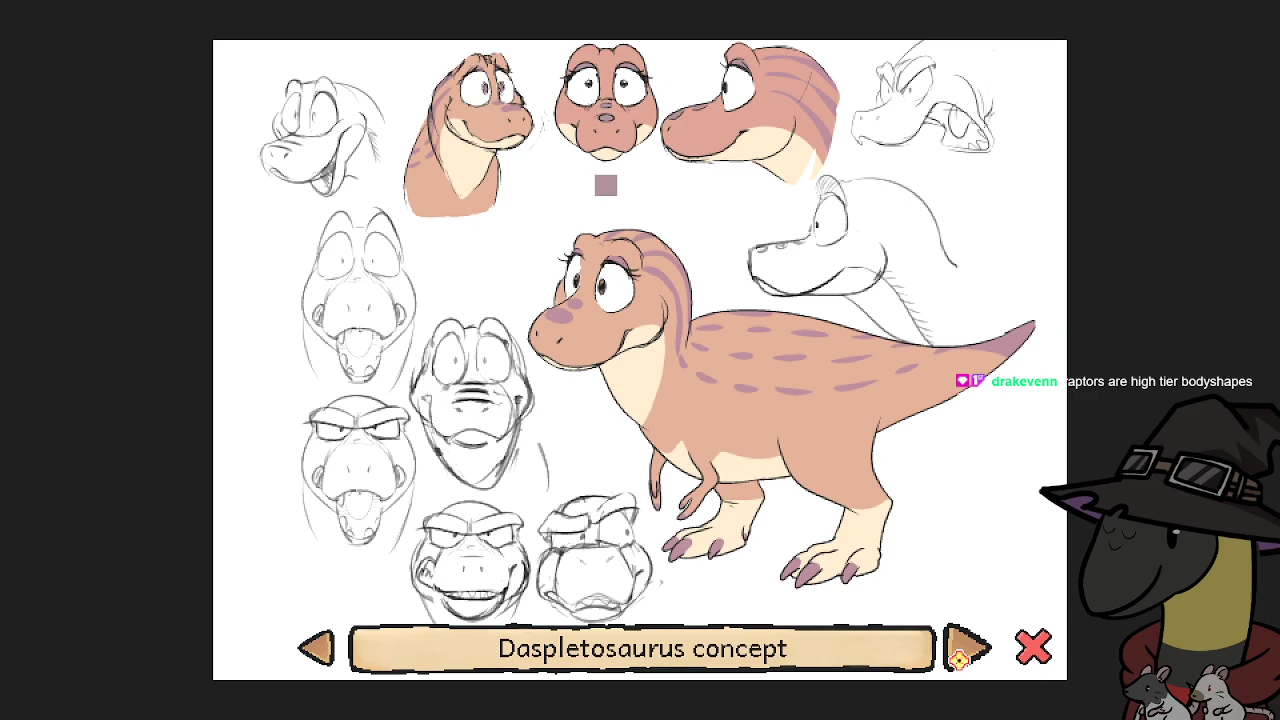 drakevenn raptors are high tier bodyshapes
Daspletosaurus concept